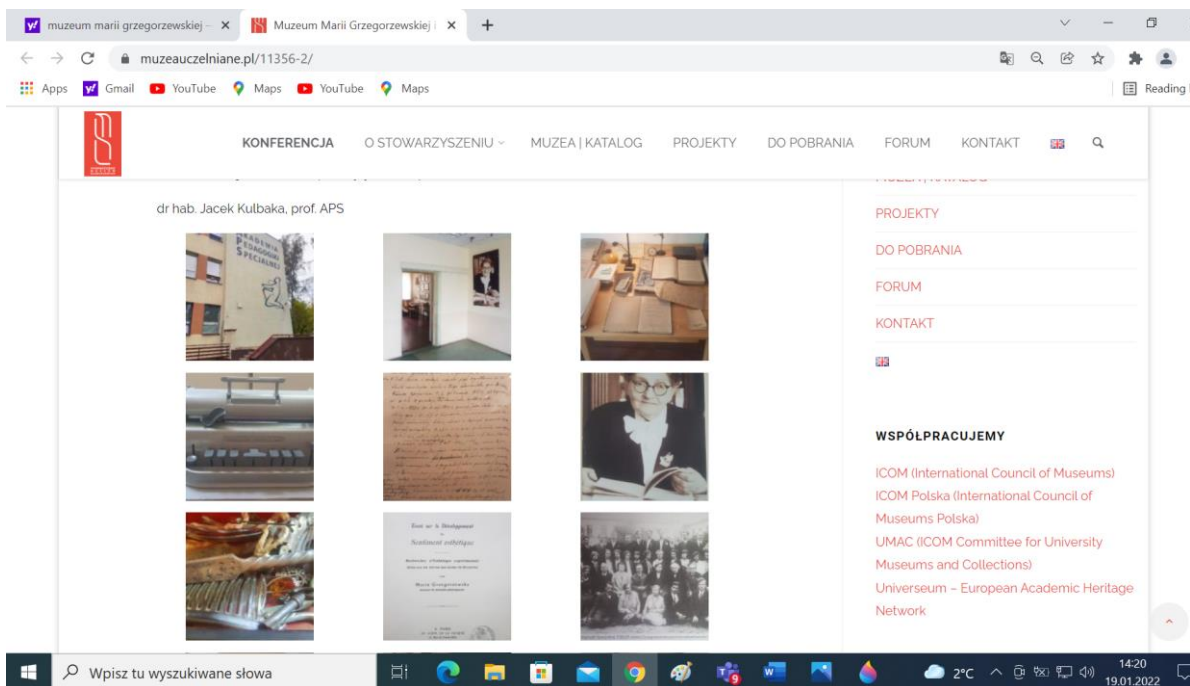 muzeum marii grzegorzewskiej –
Muzeum Marii Grzegorzewskiej i
muzeauczelniane.pl/11356-2/
Apps Gmail YouTube Maps YouTube Maps
Reading
KONFERENCJA O STOWARZYSZENIU MUZEA | KATALOG PROJEKTY DO POBRANIA FORUM KONTAKT
dr hab. Jacek Kulbaka, prof. APS
AKADEMIA
PEDAGOGIKI
SPECJALNEJ
Sentiment esthétique
Maria Grzegorzewska
MUZEA | KATALOG
PROJEKTY
DO POBRANIA
FORUM
KONTAKT
WSPÓŁPRACUJEMY
ICOM (International Council of Museums)
ICOM Polska (International Council of
Museums Polska)
UMAC (ICOM Committee for University
Museums and Collections)
Universeum – European Academic Heritage
Network
Wpisz tu wyszukiwane słowa
9
2°C
14:20
19.01.2022